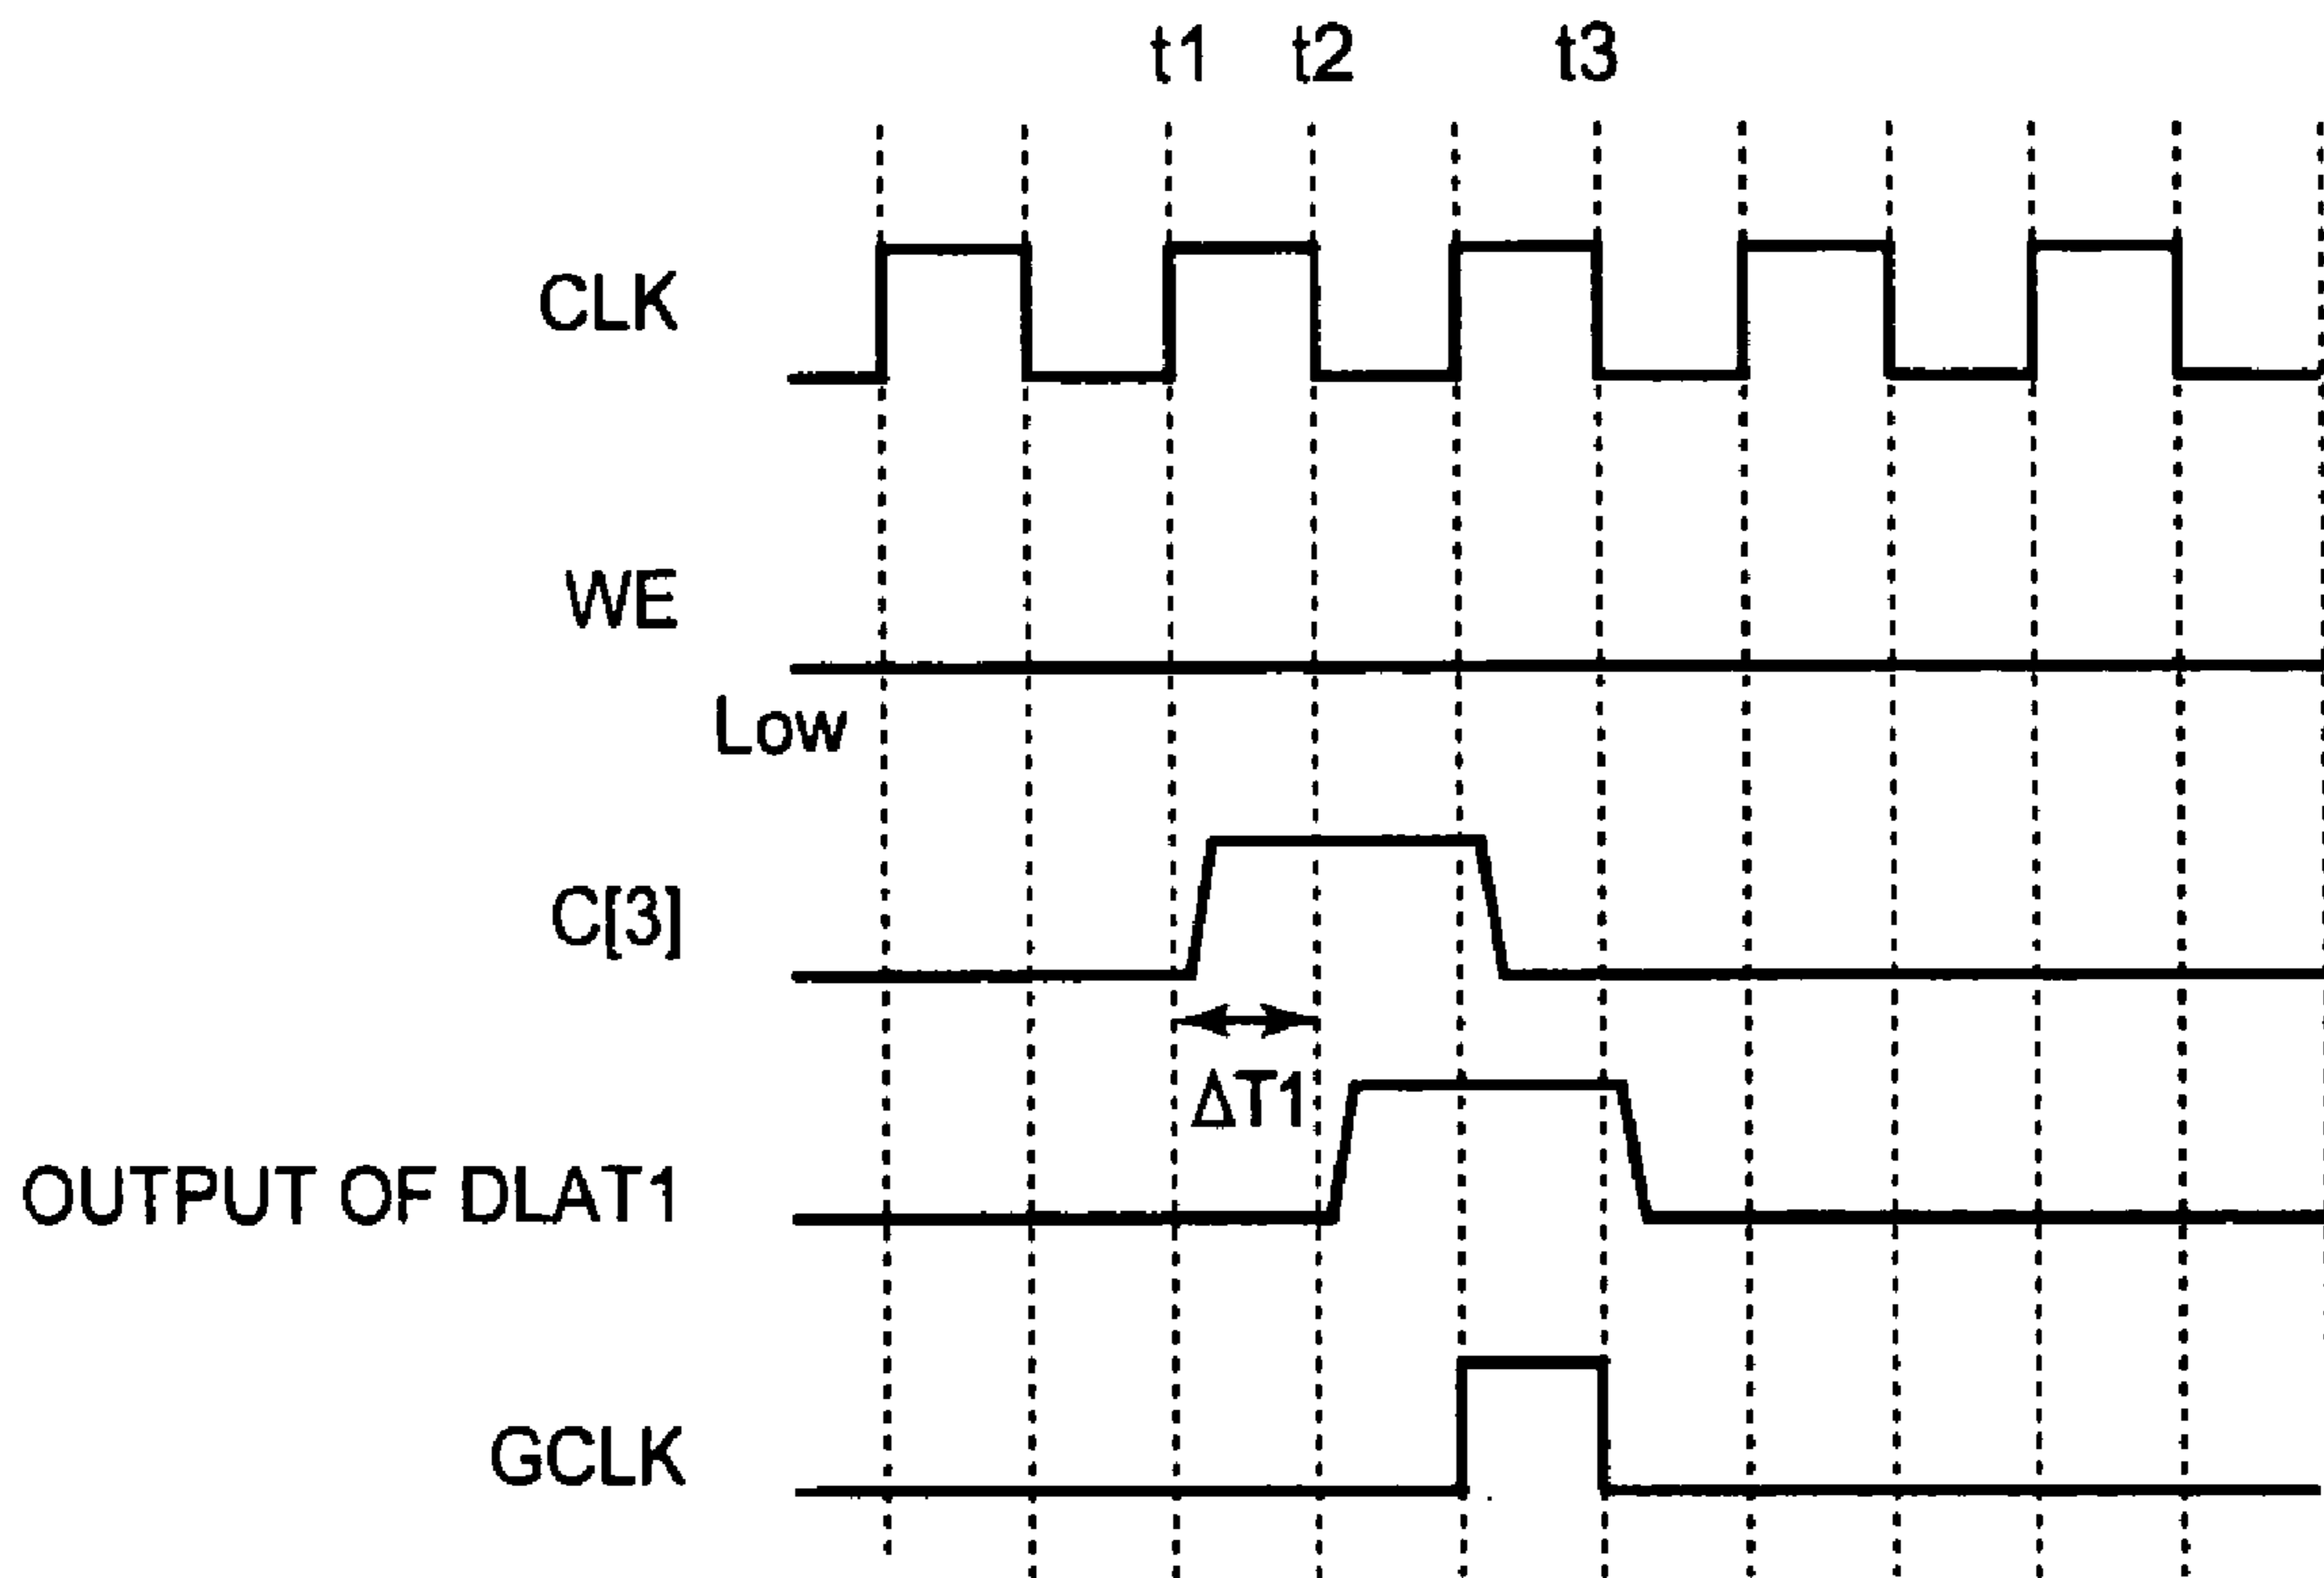 t1 t2 t3
CLK
WE
Low
C[3]
ΔT1
OUTPUT OF DLAT1
GCLK